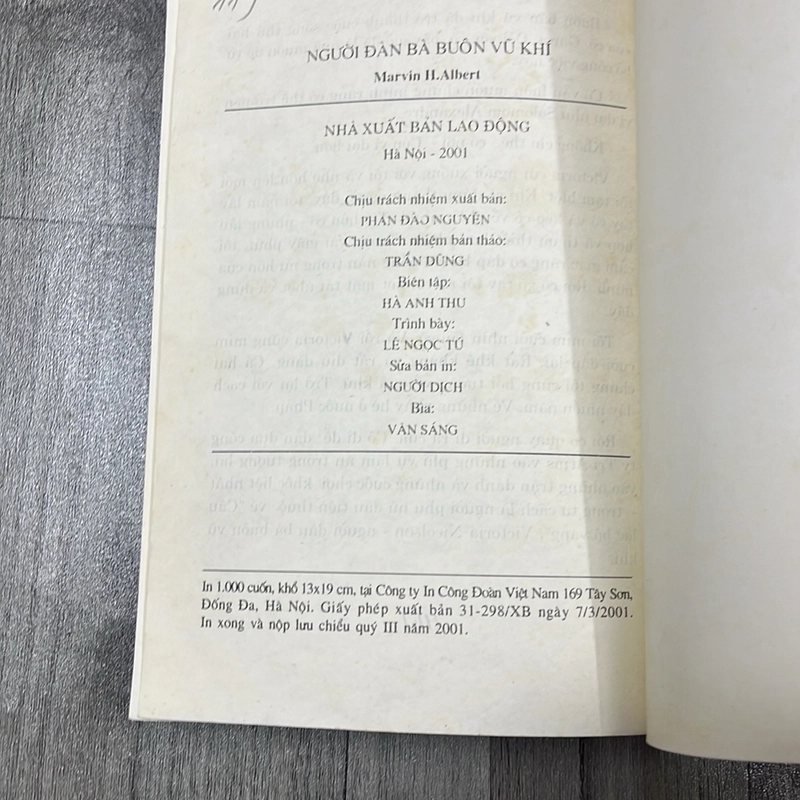 119
NGƯỜI ĐÀN BÀ BUÔN VŨ KHÍ
Marvin H.Albert
NHÀ XUẤT BẢN LAO ĐỘNG
Hà Nội - 2001
Chịu trách nhiệm xuất bản:
PHAN ĐÀO NGUYÊN
Chịu trách nhiệm bản thảo:
TRẦN DŨNG
Biên tập:
HÀ ANH THU
Trình bày:
LÊ NGỌC TÚ
Sửa bản in:
NGƯỜI DỊCH
Bìa:
VĂN SÁNG
In 1.000 cuốn, khổ 13x19 cm, tại Công ty In Công Đoàn Việt Nam 169 Tây Sơn,
Đống Đa, Hà Nội. Giấy phép xuất bản 31-298/XB ngày 7/3/2001.
In xong và nộp lưu chiểu quý III năm 2001.